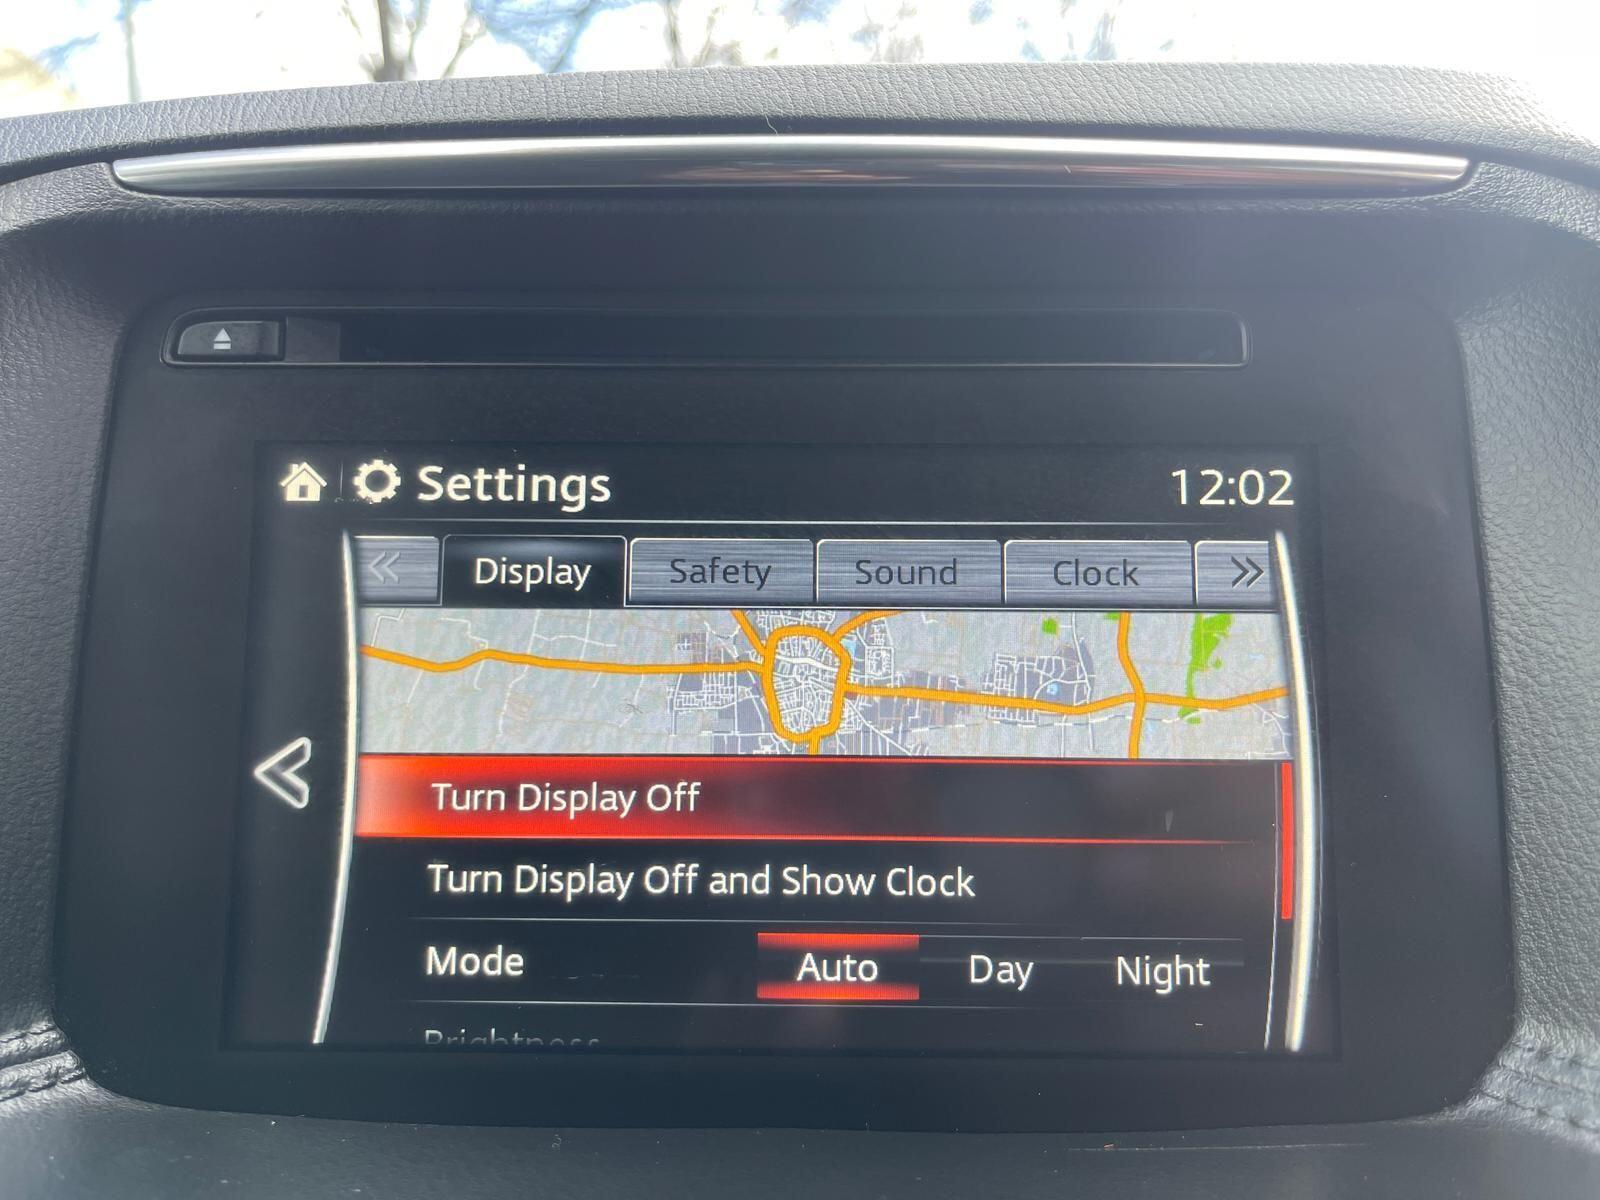 Settings 12:02
Display Safety Sound Clock
Turn Display Off
Turn Display Off and Show Clock
Mode Auto Day Night
Brightness